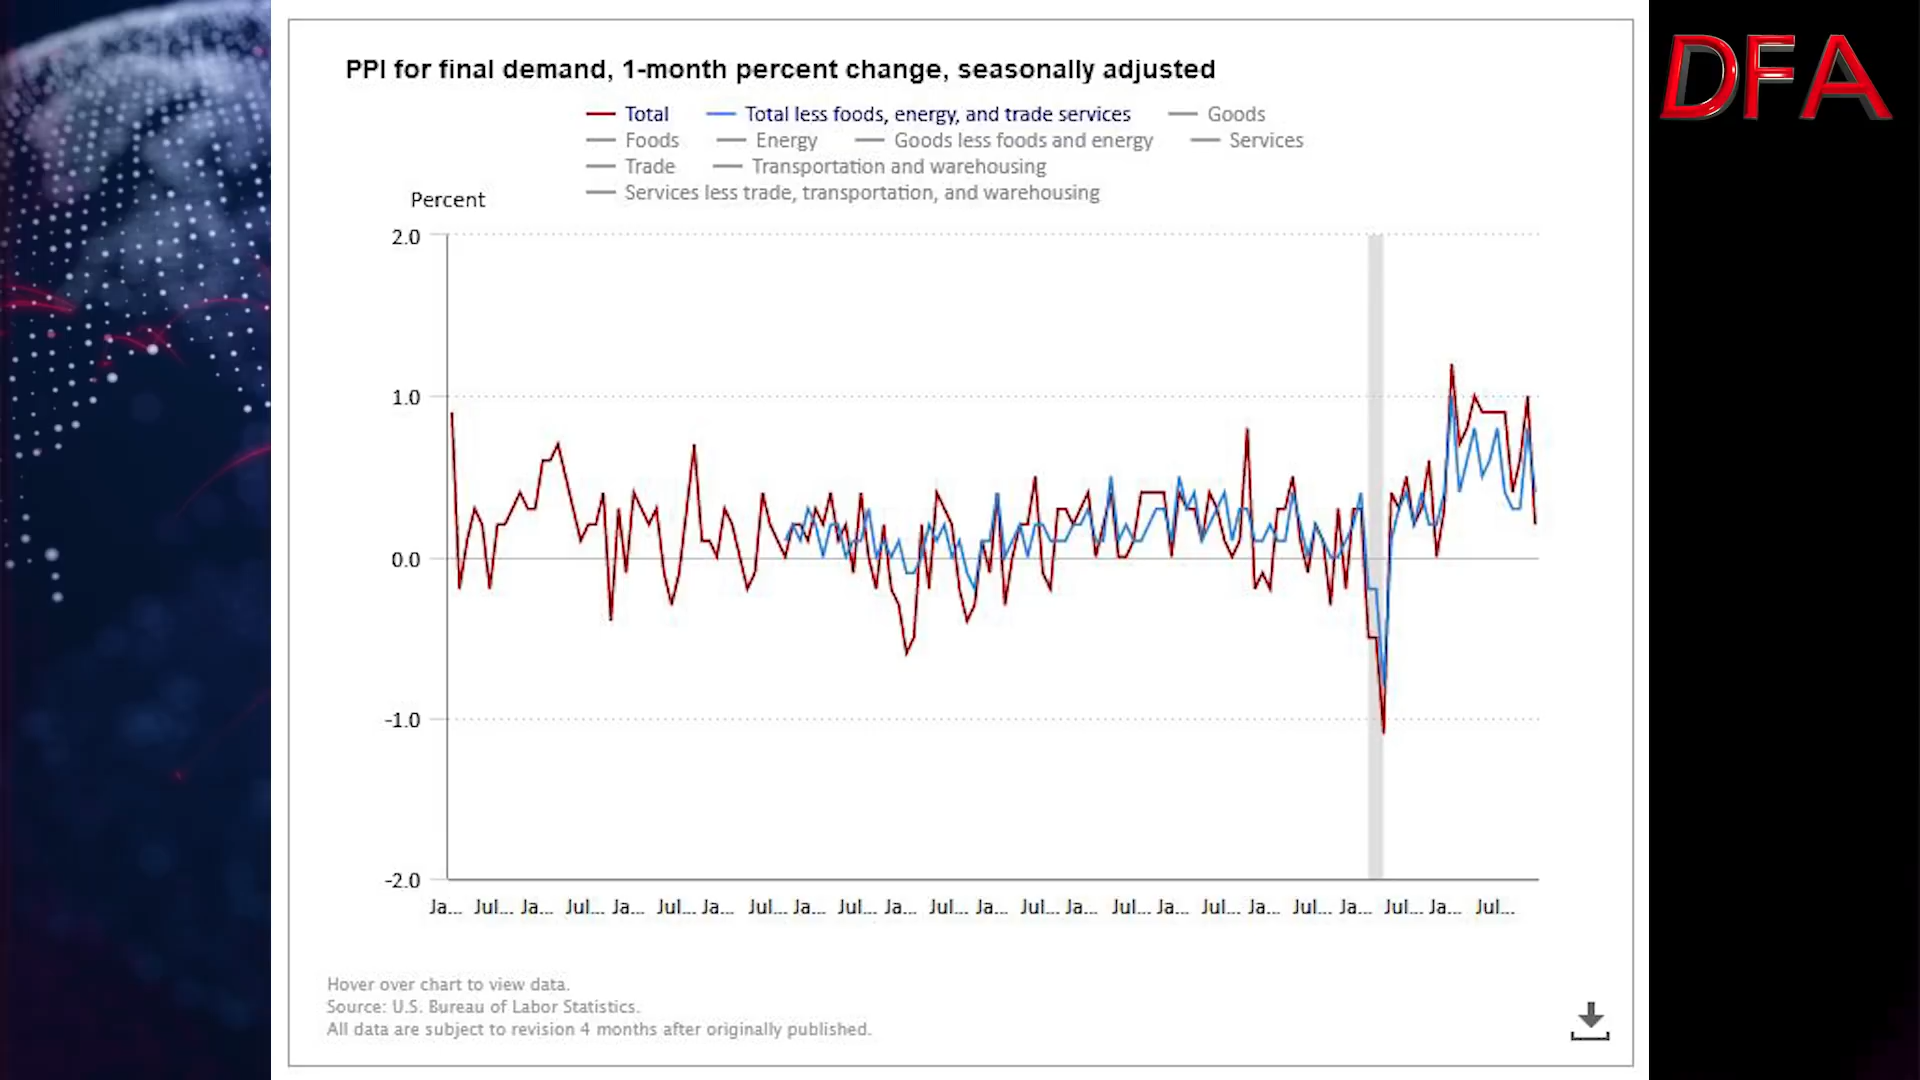 DFA
PPI for final demand, 1-month percent change, seasonally adjusted
Total Total less foods, energy, and trade services Goods
Foods Energy Goods less foods and energy Services
Trade Transportation and warehousing
Services less trade, transportation, and warehousing
Percent
2.0
1.0
0.0
-1.0
-2.0
Ja... Jul... Ja... Jul... Ja... Jul... Ja... Jul... Ja... Jul... Ja... Jul... Ja... Jul... Ja... Jul... Ja... Jul... Ja... Jul... Ja... Jul... Ja... Jul...
Hover over chart to view data.
Source: U.S. Bureau of Labor Statistics.
All data are subject to revision 4 months after originally published.